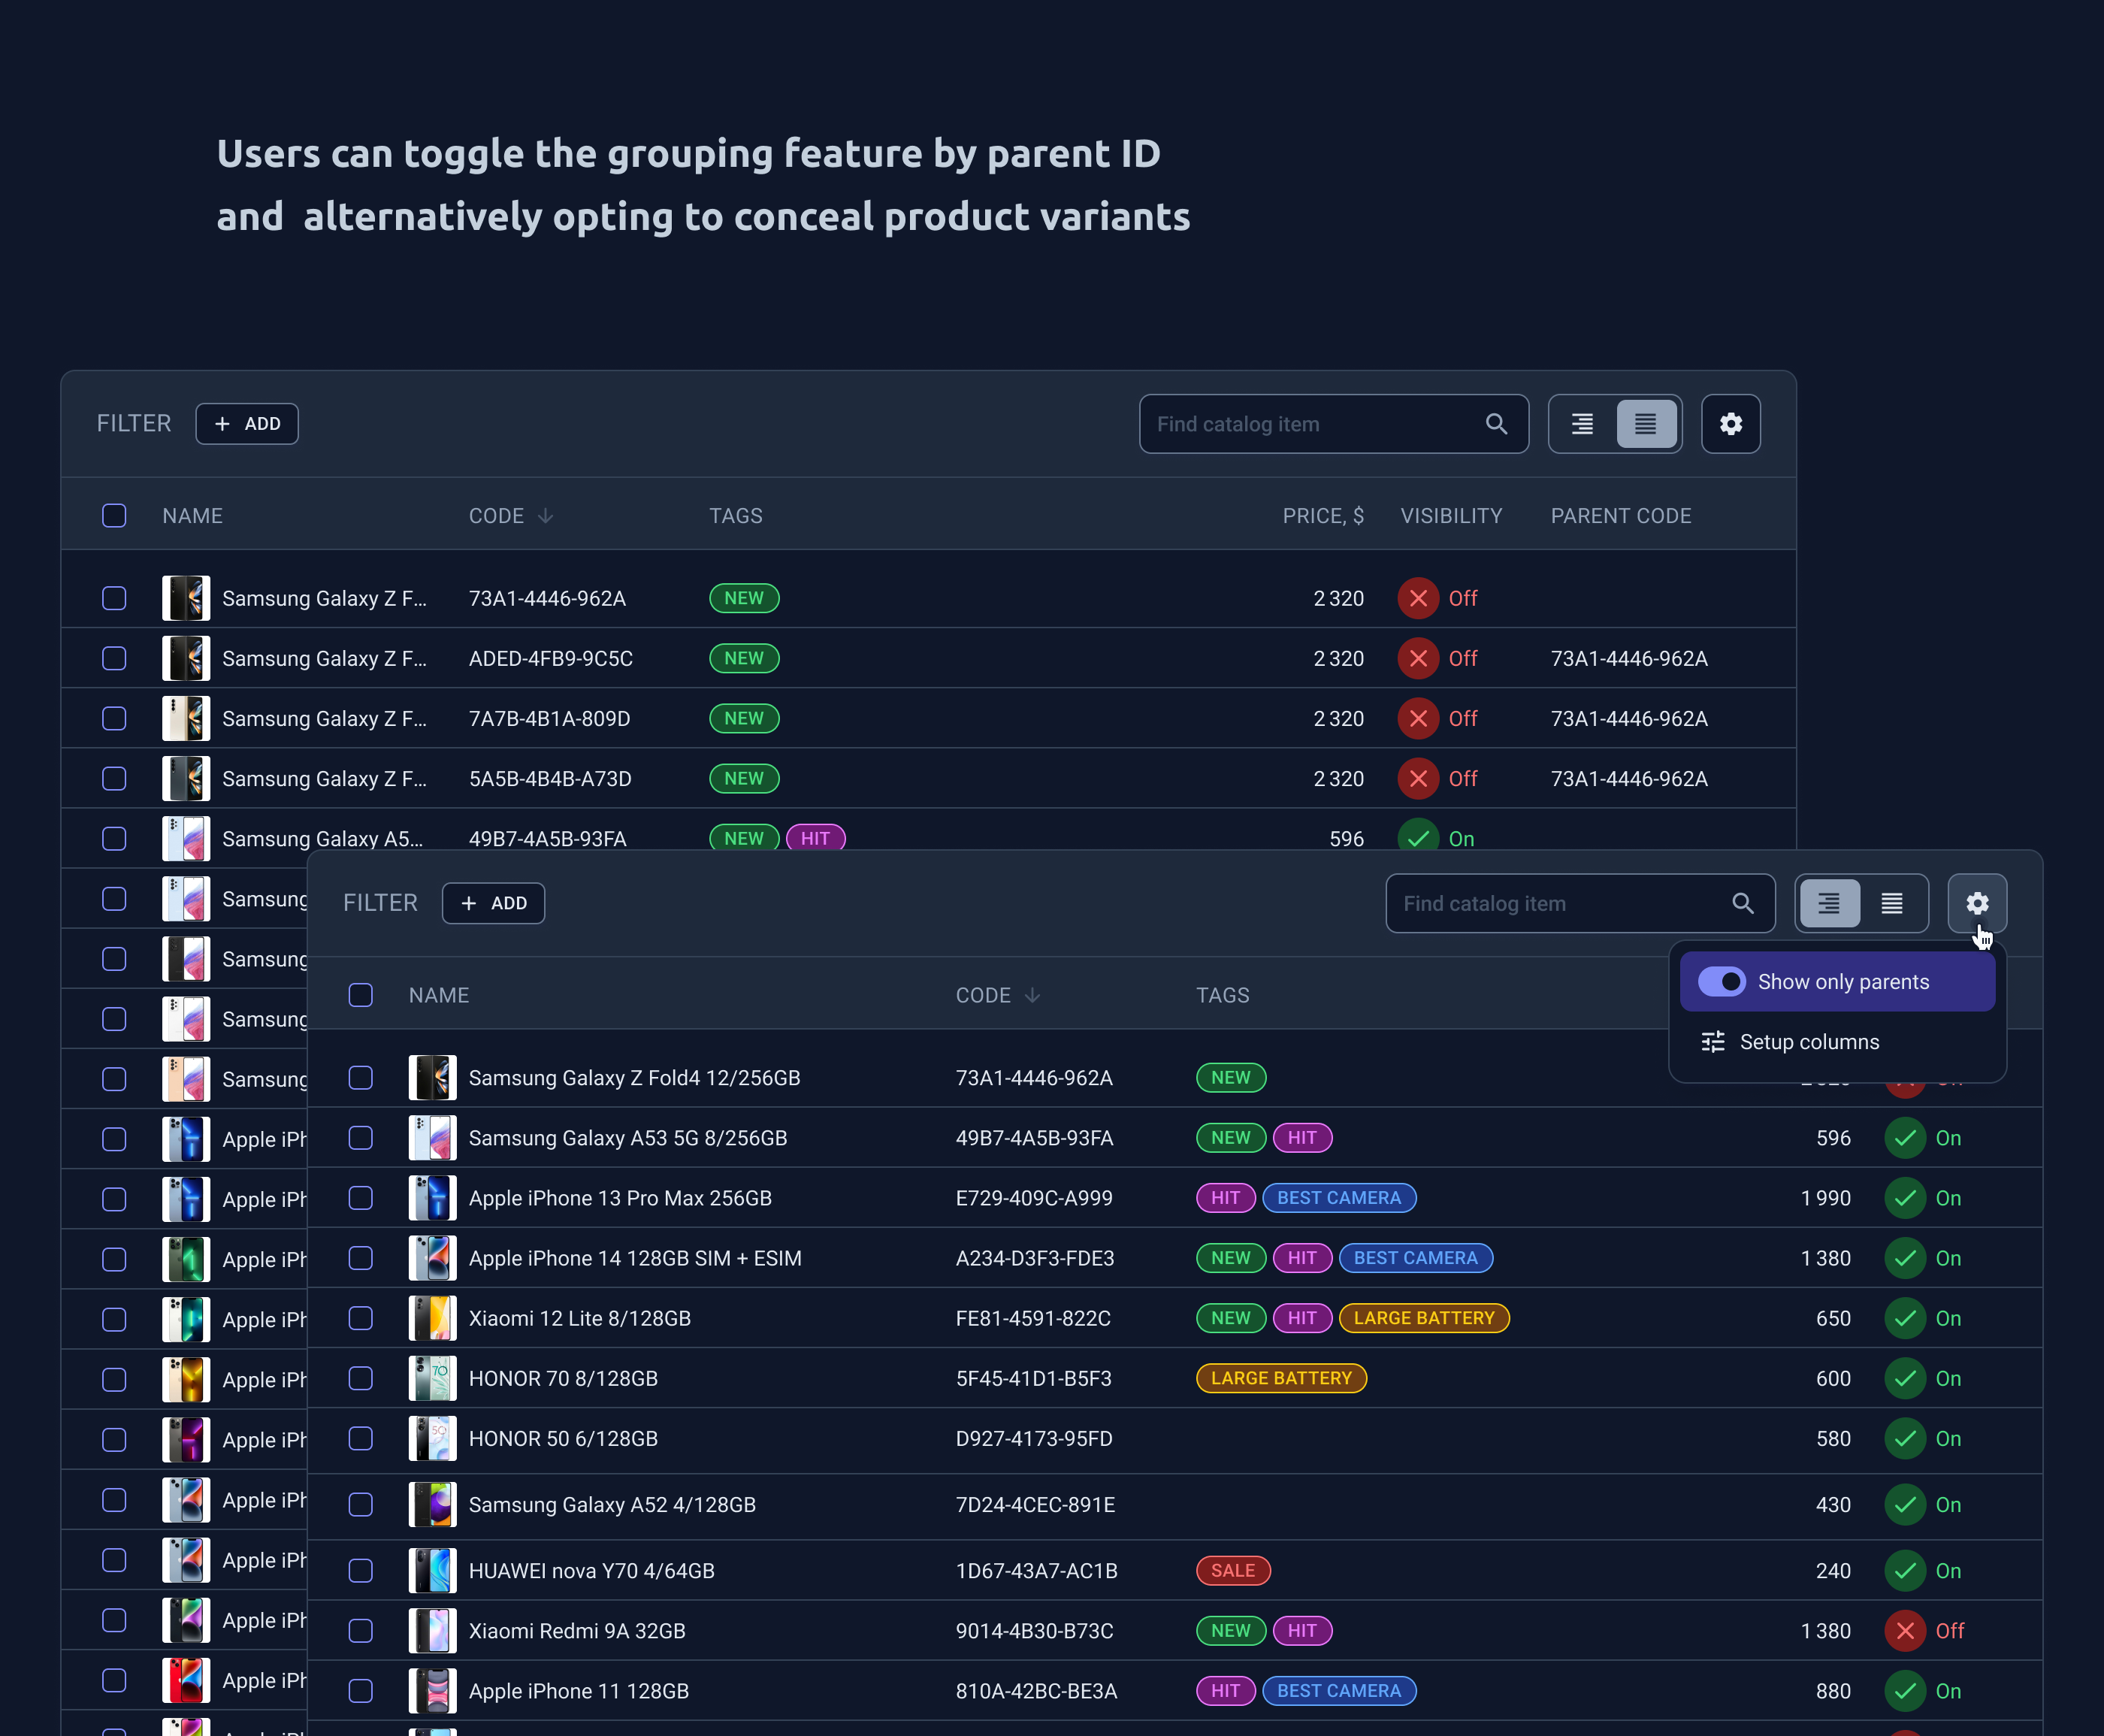 Users can toggle the grouping feature by parent ID
and  alternatively opting to conceal product variants
FILTER + ADD Find catalog item
NAME CODE TAGS PRICE, $ VISIBILITY PARENT CODE
Samsung Galaxy Z F... 73A1-4446-962A NEW 2 320 Off
Samsung Galaxy Z F... ADED-4FB9-9C5C NEW 2 320 Off 73A1-4446-962A
Samsung Galaxy Z F... 7A7B-4B1A-809D NEW 2 320 Off 73A1-4446-962A
Samsung Galaxy Z F... 5A5B-4B4B-A73D NEW 2 320 Off 73A1-4446-962A
Samsung Galaxy A5... 49B7-4A5B-93FA NEW HIT 596 On
Samsung
Samsung
Samsung
Samsung
Apple iPh
Apple iPh
Apple iPh
Apple iPh
Apple iPh
Apple iPh
Apple iPh
Apple iPh
Apple iPh
Apple iPh
FILTER + ADD Find catalog item
Show only parents
Setup columns
NAME CODE TAGS
Samsung Galaxy Z Fold4 12/256GB 73A1-4446-962A NEW
Samsung Galaxy A53 5G 8/256GB 49B7-4A5B-93FA NEW HIT 596 On
Apple iPhone 13 Pro Max 256GB E729-409C-A999 HIT BEST CAMERA 1 990 On
Apple iPhone 14 128GB SIM + ESIM A234-D3F3-FDE3 NEW HIT BEST CAMERA 1 380 On
Xiaomi 12 Lite 8/128GB FE81-4591-822C NEW HIT LARGE BATTERY 650 On
HONOR 70 8/128GB 5F45-41D1-B5F3 LARGE BATTERY 600 On
HONOR 50 6/128GB D927-4173-95FD 580 On
Samsung Galaxy A52 4/128GB 7D24-4CEC-891E 430 On
HUAWEI nova Y70 4/64GB 1D67-43A7-AC1B SALE 240 On
Xiaomi Redmi 9A 32GB 9014-4B30-B73C NEW HIT 1 380 Off
Apple iPhone 11 128GB 810A-42BC-BE3A HIT BEST CAMERA 880 On